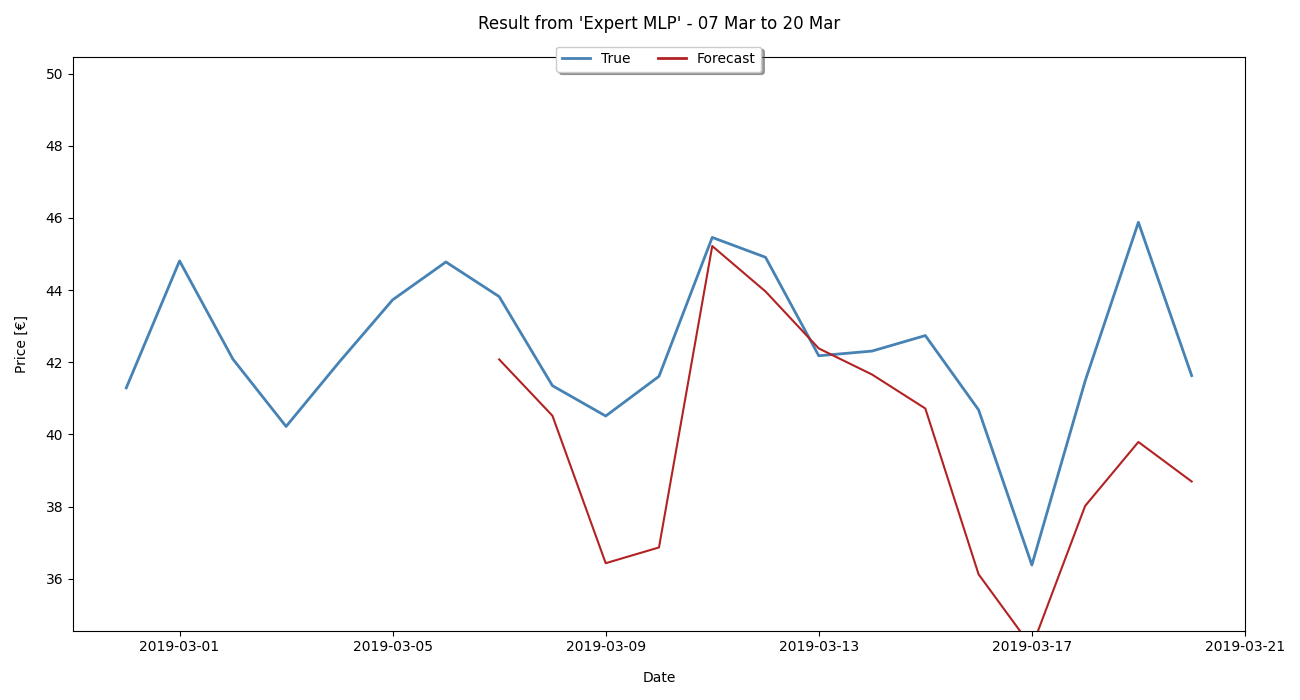 Result from 'Expert MLP' - 07 Mar to 20 Mar
True Forecast
50
48
46
44
42
40
38
36
Price [€]
2019-03-01 2019-03-05 2019-03-09 2019-03-13 2019-03-17 2019-03-21
Date